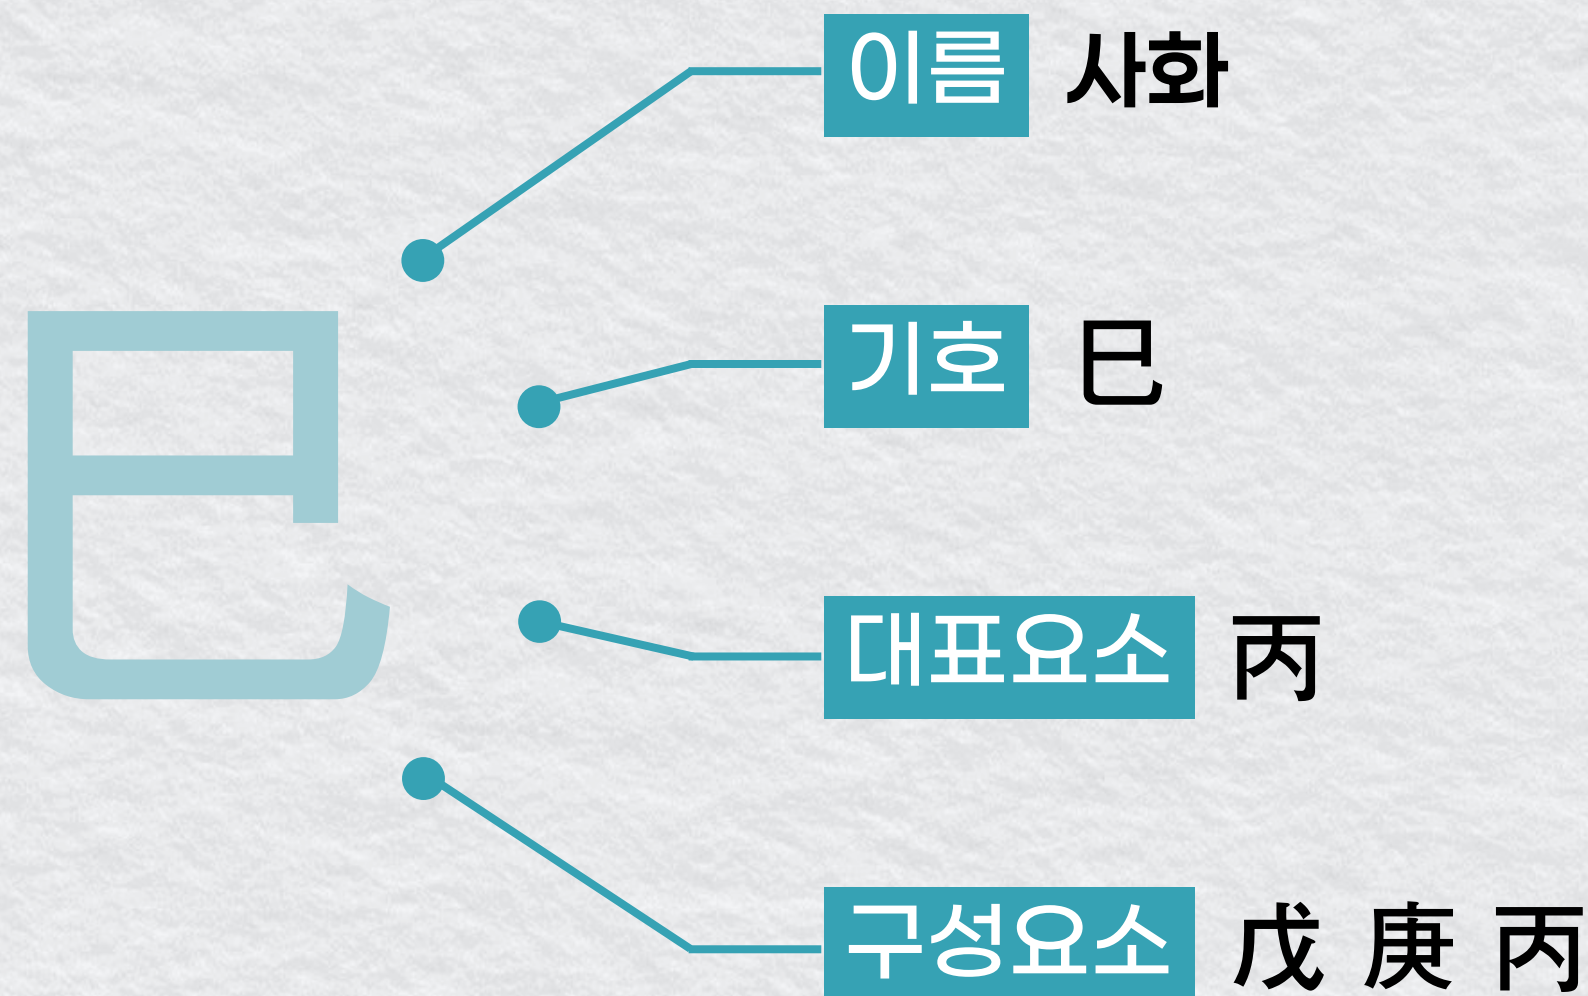 이름 사화
巳
기호 巳
대표요소 丙
구성요소 戊 庚 丙